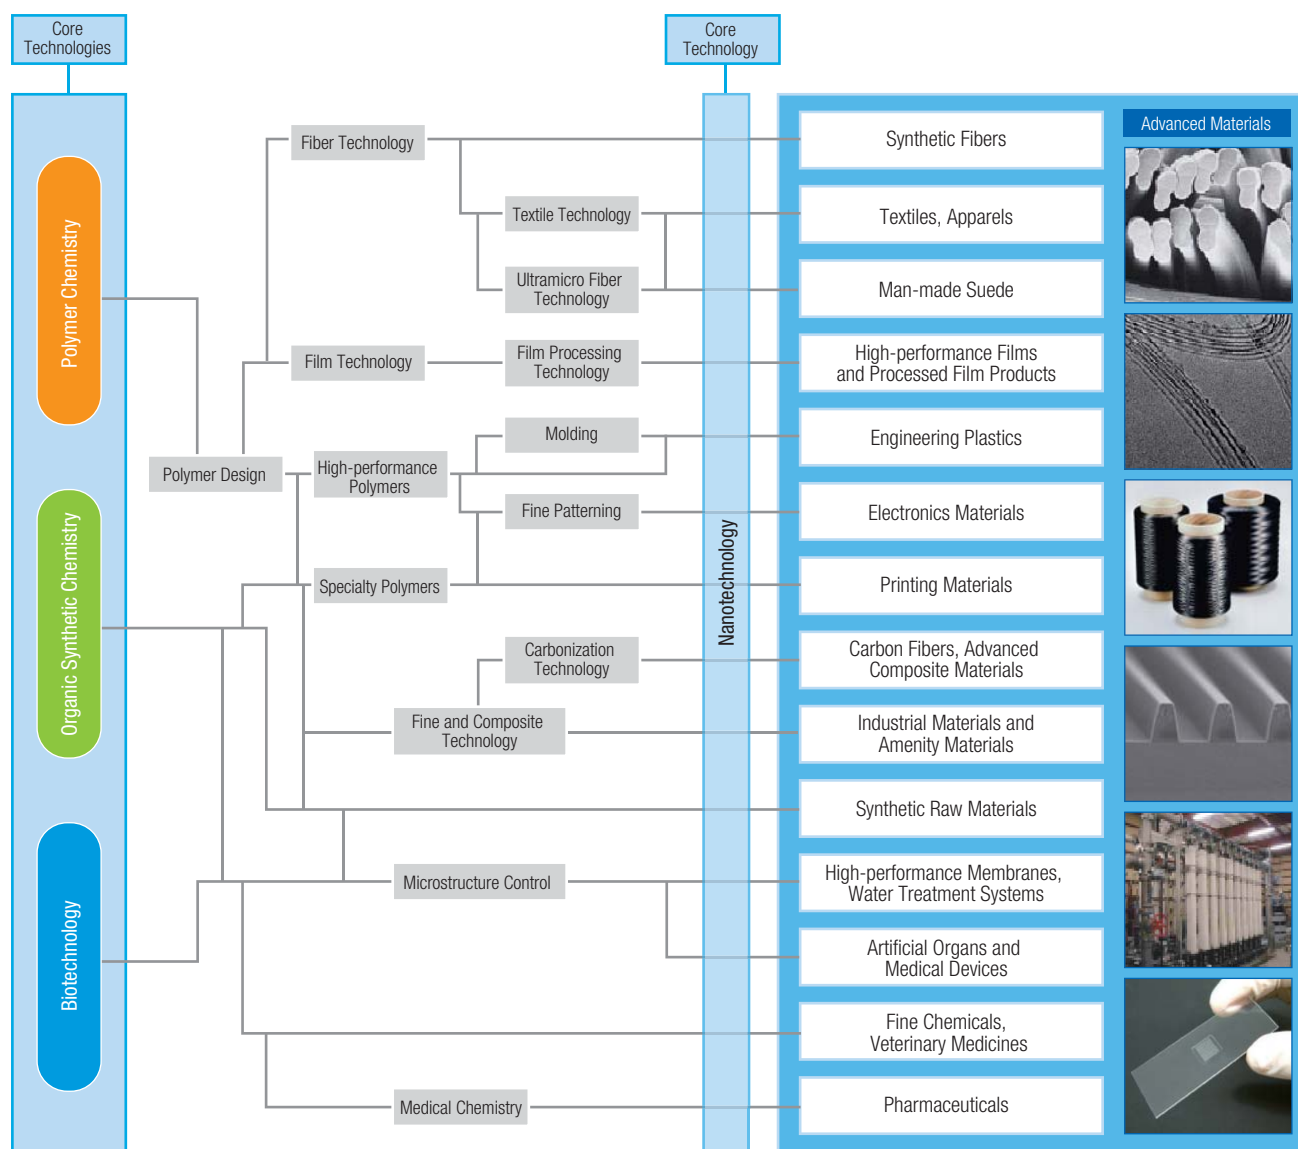 Core
Technologies
Core
Technology
Polymer Chemistry
Organic Synthetic Chemistry
Biotechnology
Polymer Design
Fiber Technology
Textile Technology
Ultramicro Fiber
Technology
Film Technology
Film Processing
Technology
High-performance
Polymers
Molding
Fine Patterning
Specialty Polymers
Carbonization
Technology
Fine and Composite
Technology
Microstructure Control
Medical Chemistry
Nanotechnology
Synthetic Fibers
Textiles, Apparels
Man-made Suede
High-performance Films
and Processed Film Products
Engineering Plastics
Electronics Materials
Printing Materials
Carbon Fibers, Advanced
Composite Materials
Industrial Materials and
Amenity Materials
Synthetic Raw Materials
High-performance Membranes,
Water Treatment Systems
Artificial Organs and
Medical Devices
Fine Chemicals,
Veterinary Medicines
Pharmaceuticals
Advanced Materials